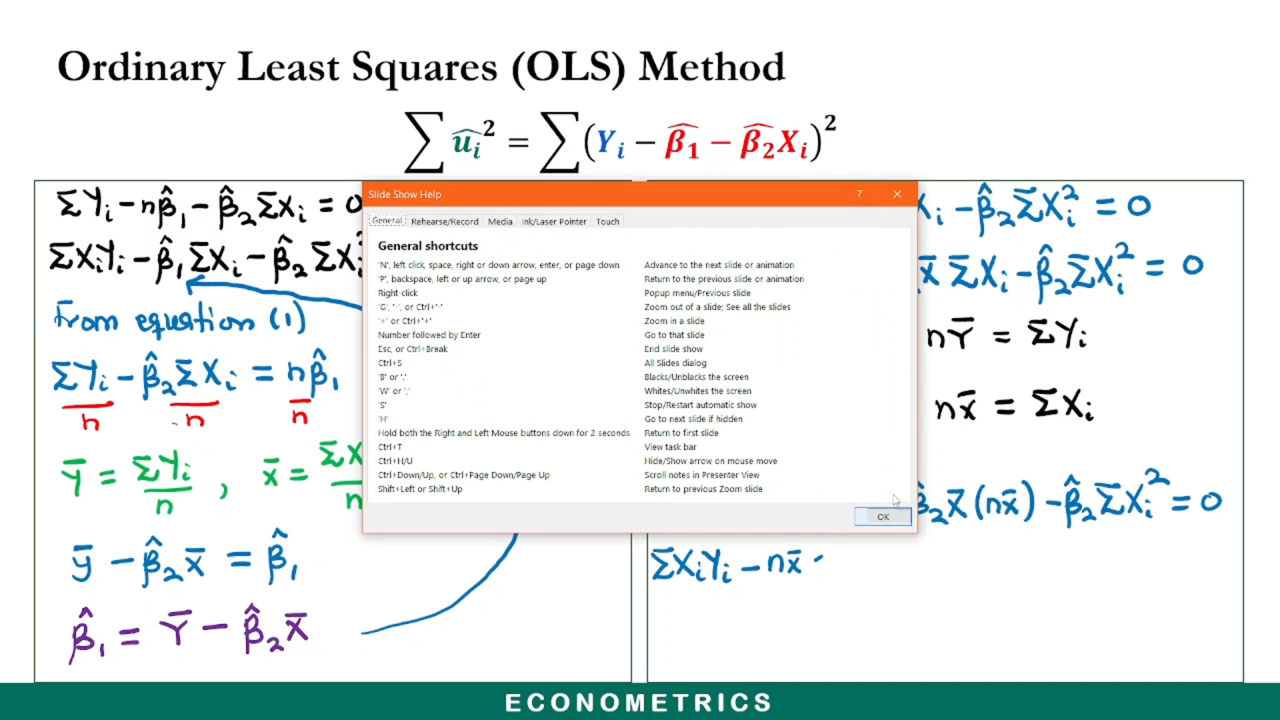 Ordinary Least Squares (OLS) Method
∑ûᵢ² = ∑(Yᵢ − β̂₁ − β̂₂Xᵢ)²
ΣYᵢ − nβ̂₁ − β̂₂ΣXᵢ = 0
ΣXᵢYᵢ − β̂₁ΣXᵢ − β̂₂ΣXᵢ²
From equation (1)
ΣYᵢ − β̂₂ΣXᵢ = nβ̂₁
n n n
Ȳ = ΣYᵢ/n , x̄ = ΣX/n
ȳ − β̂₂x̄ = β̂₁
β̂₁ = Ȳ − β̂₂X̄
Slide Show Help ? ×
General Rehearse/Record Media Ink/Laser Pointer Touch
General shortcuts
'N', left click, space, right or down arrow, enter, or page down Advance to the next slide or animation
'P', backspace, left or up arrow, or page up Return to the previous slide or animation
Right-click Popup menu/Previous slide
'G', '-', or Ctrl+'-' Zoom out of a slide; See all the slides
'+' or Ctrl+'+' Zoom in a slide
Number followed by Enter Go to that slide
Esc, or Ctrl+Break End slide show
Ctrl+S All Slides dialog
'B' or '.' Blacks/Unblacks the screen
'W' or ',' Whites/Unwhites the screen
'S' Stop/Restart automatic show
'H' Go to next slide if hidden
Hold both the Right and Left Mouse buttons down for 2 seconds Return to first slide
Ctrl+T View task bar
Ctrl+H/U Hide/Show arrow on mouse move
Ctrl+Down/Up, or Ctrl+Page Down/Page Up Scroll notes in Presenter View
Shift+Left or Shift+Up Return to previous Zoom slide
OK
Xᵢ − β̂₂ΣXᵢ² = 0
x̄ΣXᵢ − β̂₂ΣXᵢ² = 0
nȲ = ΣYᵢ
nx̄ = ΣXᵢ
β̂₂x̄(nx̄) − β̂₂ΣXᵢ² = 0
ΣXᵢYᵢ − nx̄
ECONOMETRICS